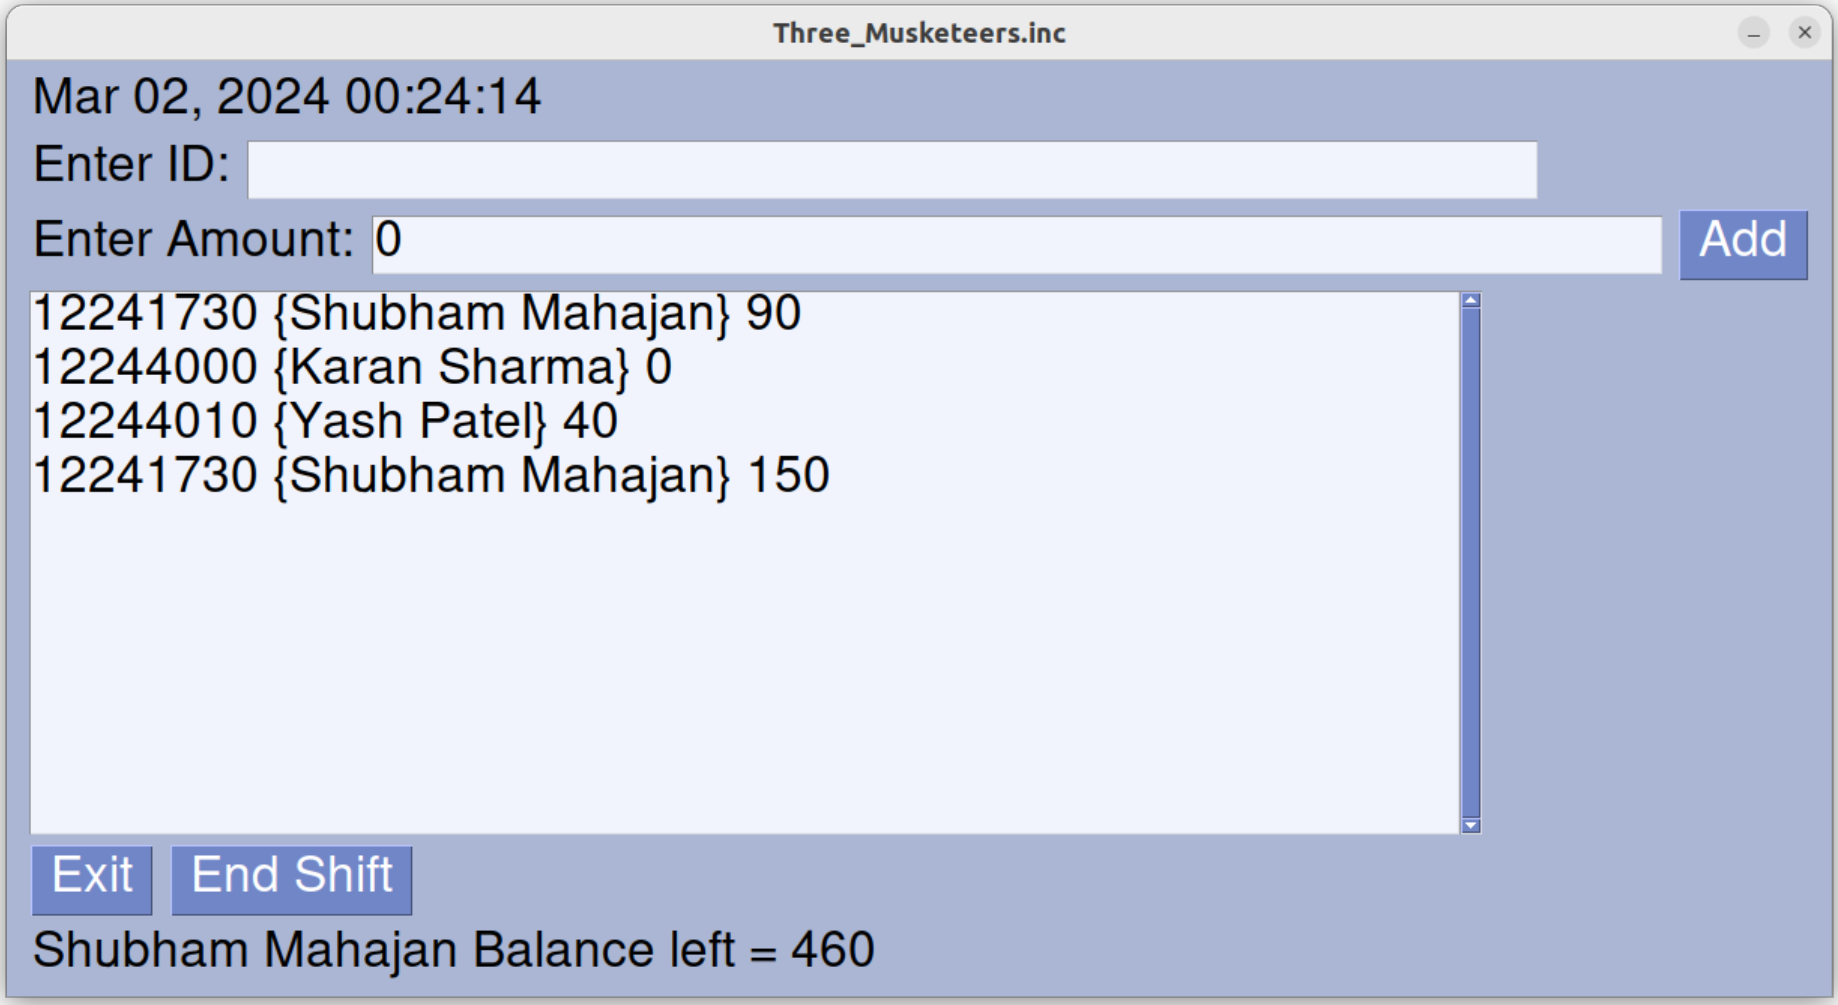 Three_Musketeers.inc
Mar 02, 2024 00:24:14
Enter ID:
Enter Amount: 0 Add
12241730 {Shubham Mahajan} 90
12244000 {Karan Sharma} 0
12244010 {Yash Patel} 40
12241730 {Shubham Mahajan} 150
Exit End Shift
Shubham Mahajan Balance left = 460